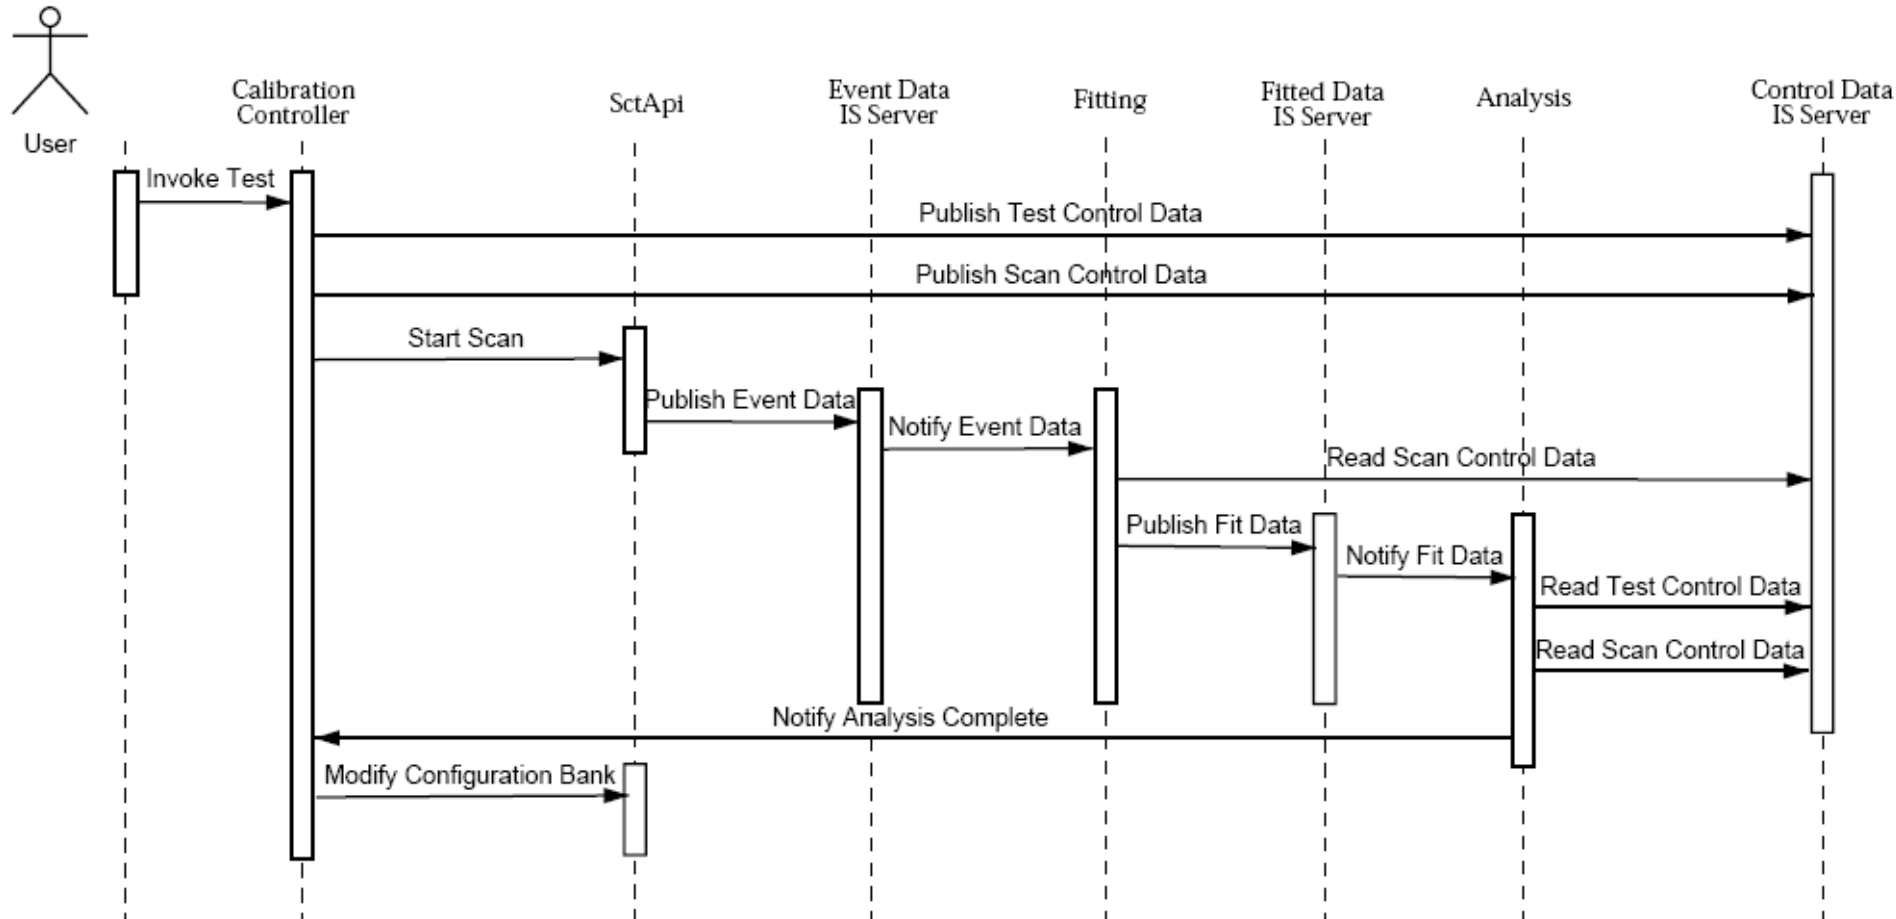 User
Calibration
Controller
SctApi
Event Data
IS Server
Fitting
Fitted Data
IS Server
Analysis
Control Data
IS Server
Invoke Test
Publish Test Control Data
Publish Scan Control Data
Start Scan
Publish Event Data
Notify Event Data
Read Scan Control Data
Publish Fit Data
Notify Fit Data
Read Test Control Data
Read Scan Control Data
Notify Analysis Complete
Modify Configuration Bank